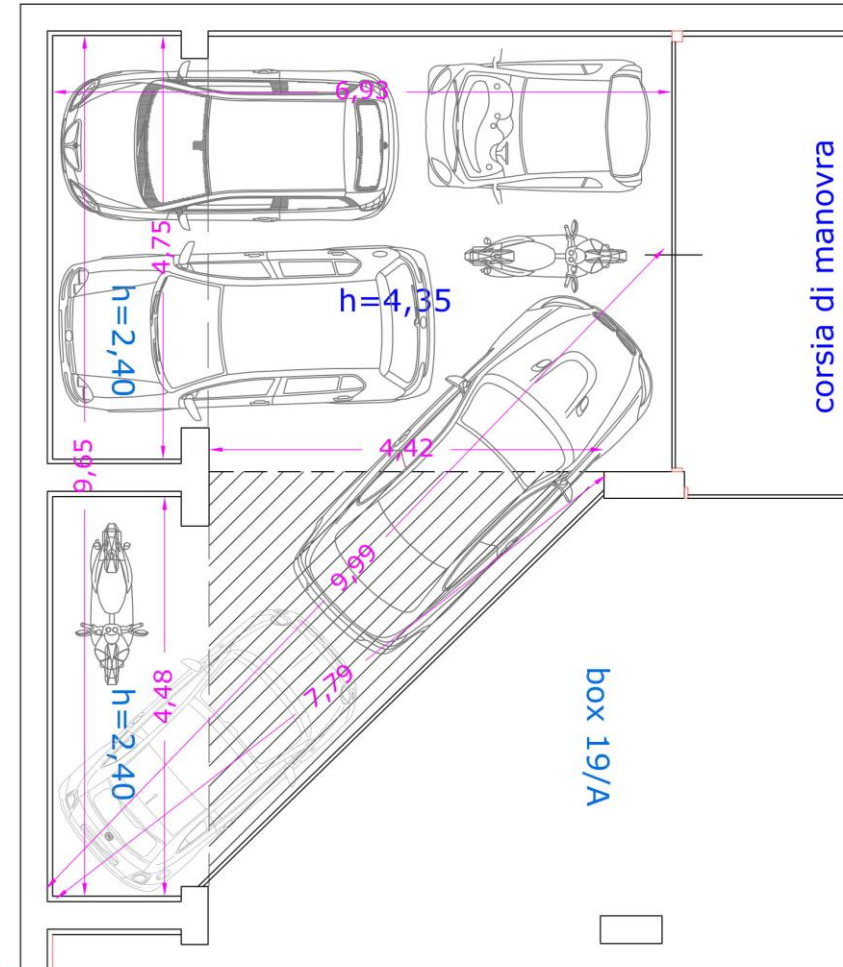 6,93
4,75
h=4,35
h=2,40
corsia di manovra
9,65
4,42
9,99
7,79
4,48
h=2,40
box 19/A